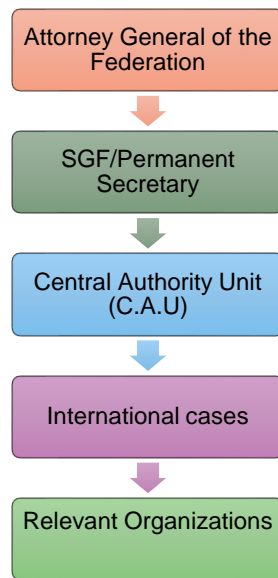 Attorney General of the
Federation
SGF/Permanent
Secretary
Central Authority Unit
(C.A.U)
International cases
Relevant Organizations